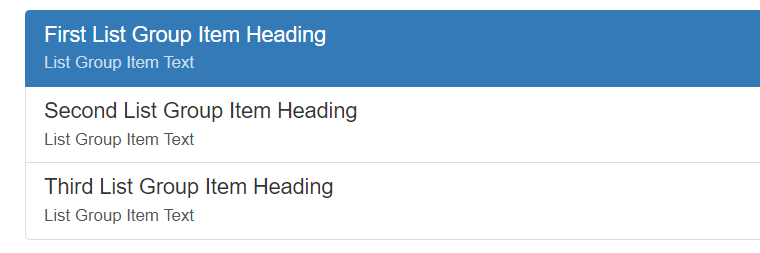 First List Group Item Heading
List Group Item Text
Second List Group Item Heading
List Group Item Text
Third List Group Item Heading
List Group Item Text